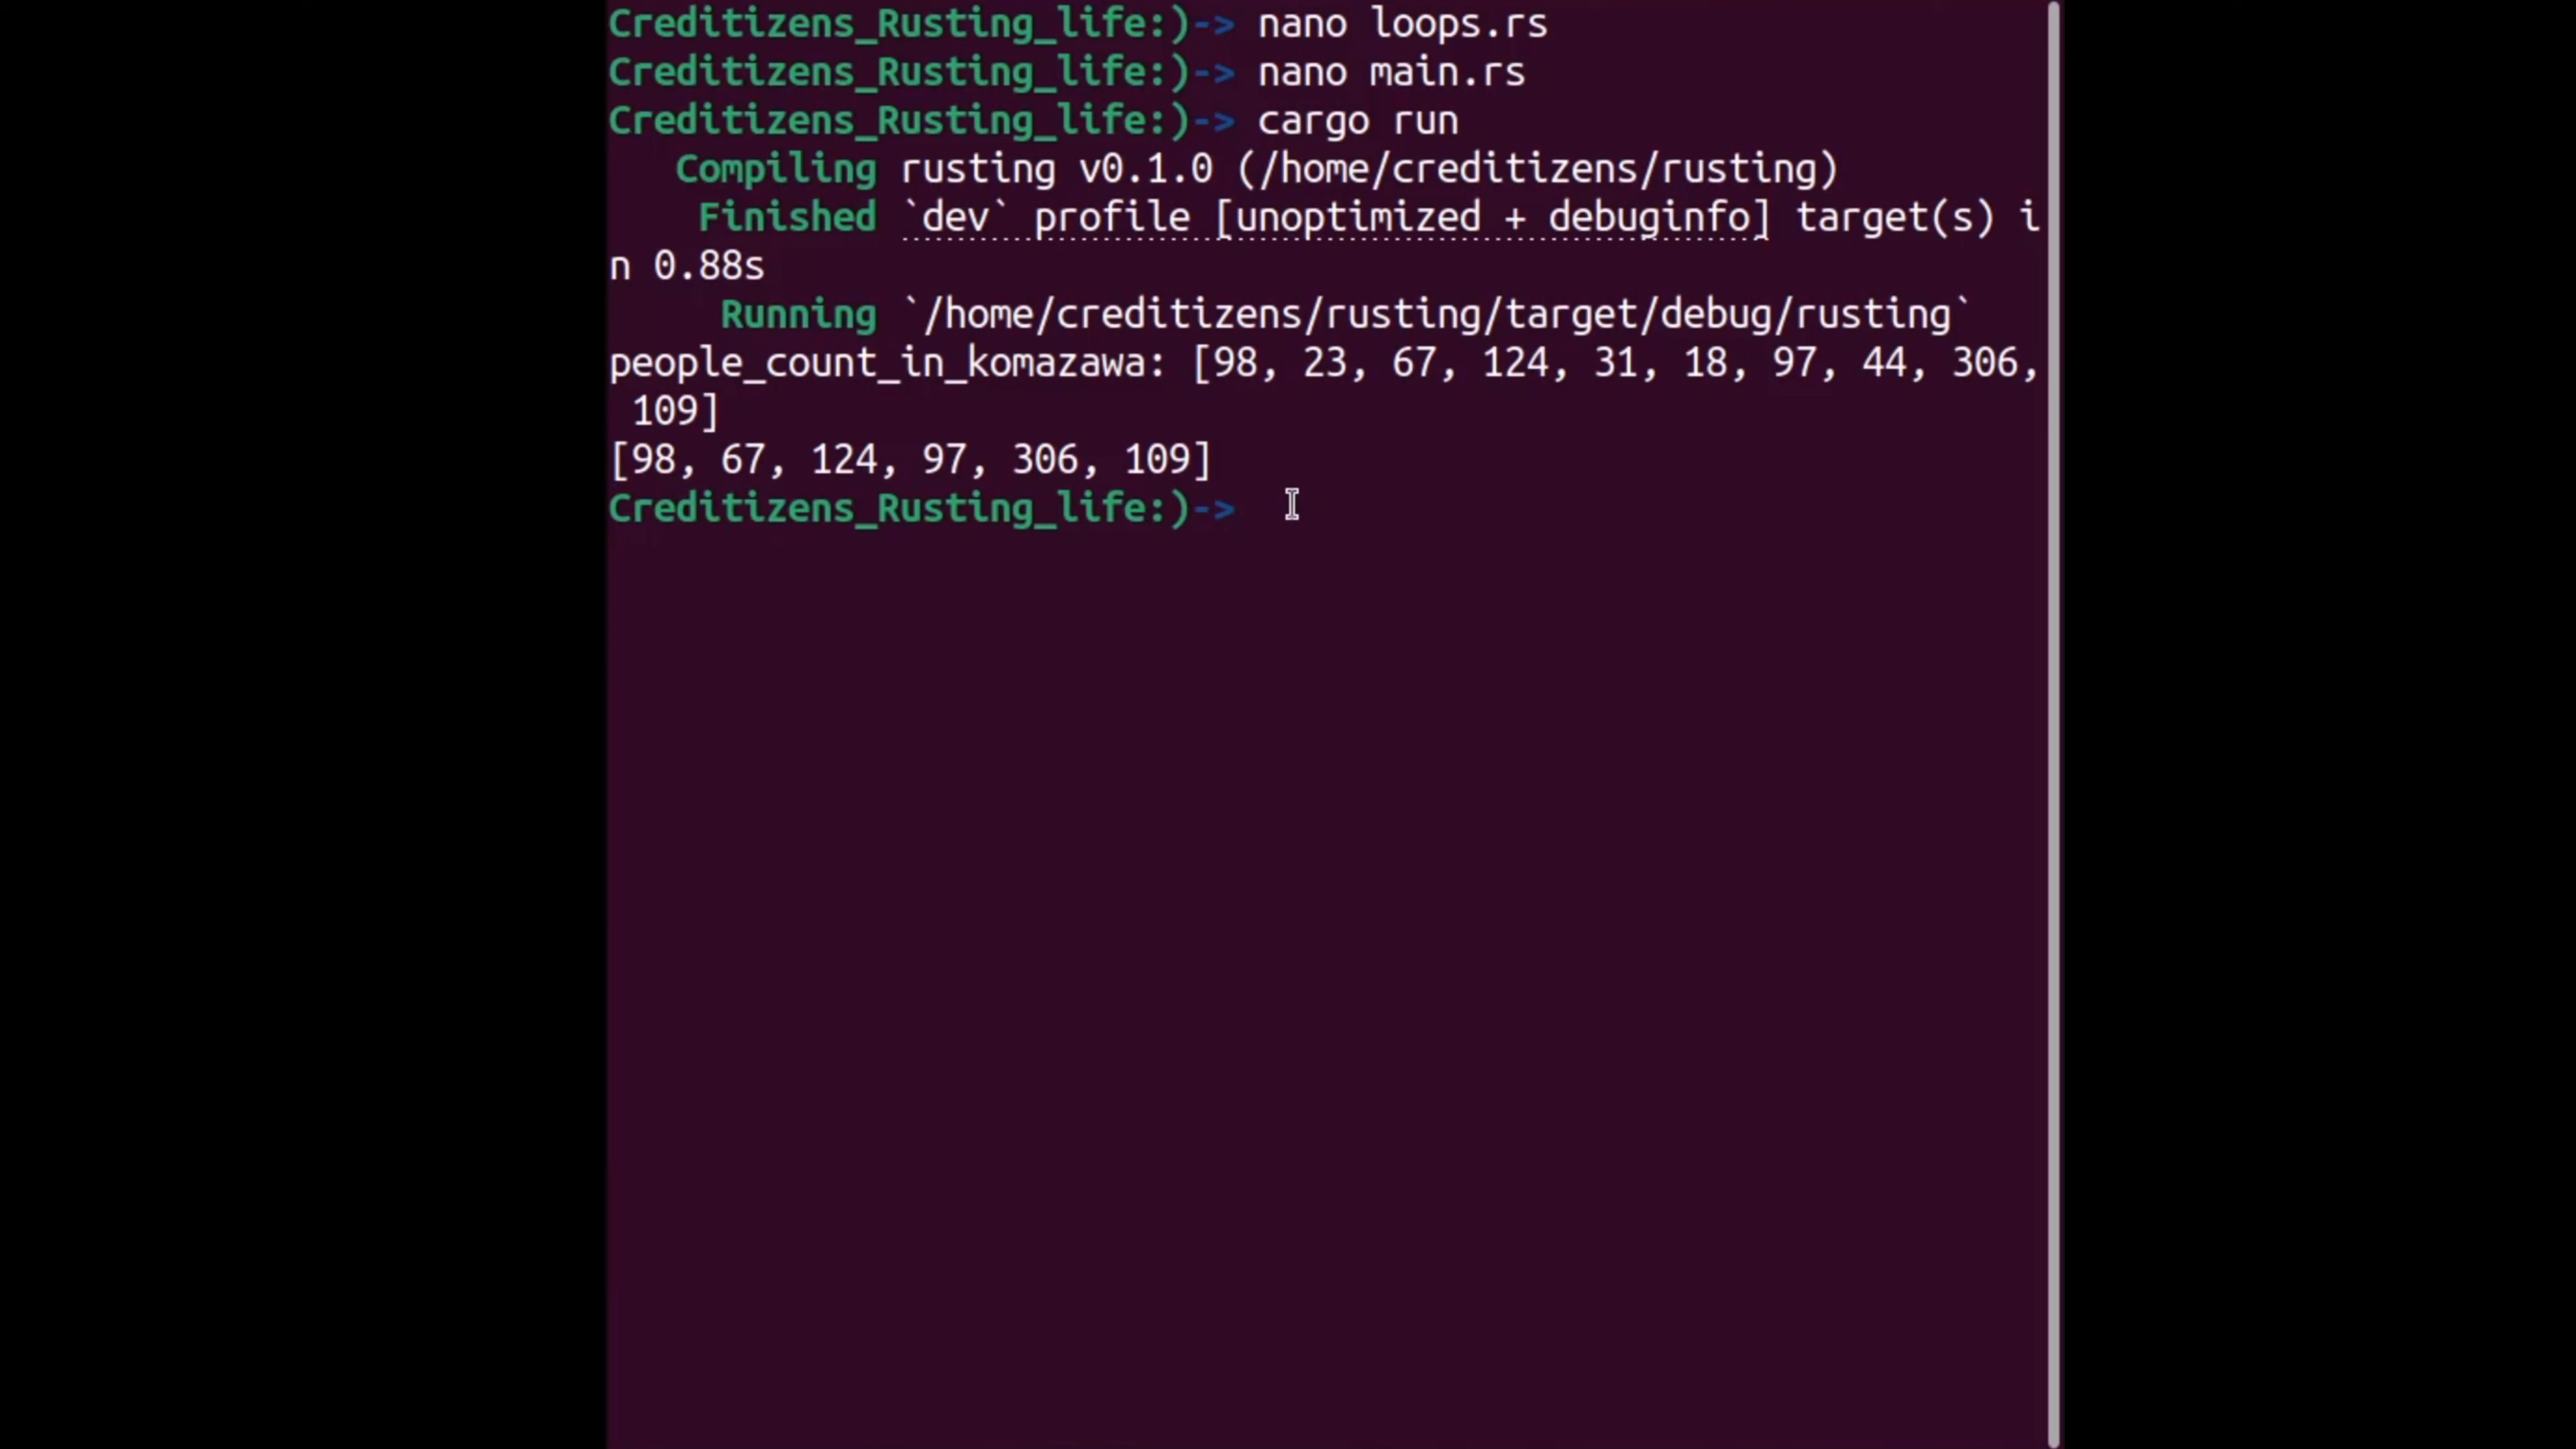 Creditizens_Rusting_life:)-> nano loops.rs
Creditizens_Rusting_life:)-> nano main.rs
Creditizens_Rusting_life:)-> cargo run
Compiling rusting v0.1.0 (/home/creditizens/rusting)
Finished `dev` profile [unoptimized + debuginfo] target(s) i
n 0.88s
Running `/home/creditizens/rusting/target/debug/rusting`
people_count_in_komazawa: [98, 23, 67, 124, 31, 18, 97, 44, 306,
109]
[98, 67, 124, 97, 306, 109]
Creditizens_Rusting_life:)->